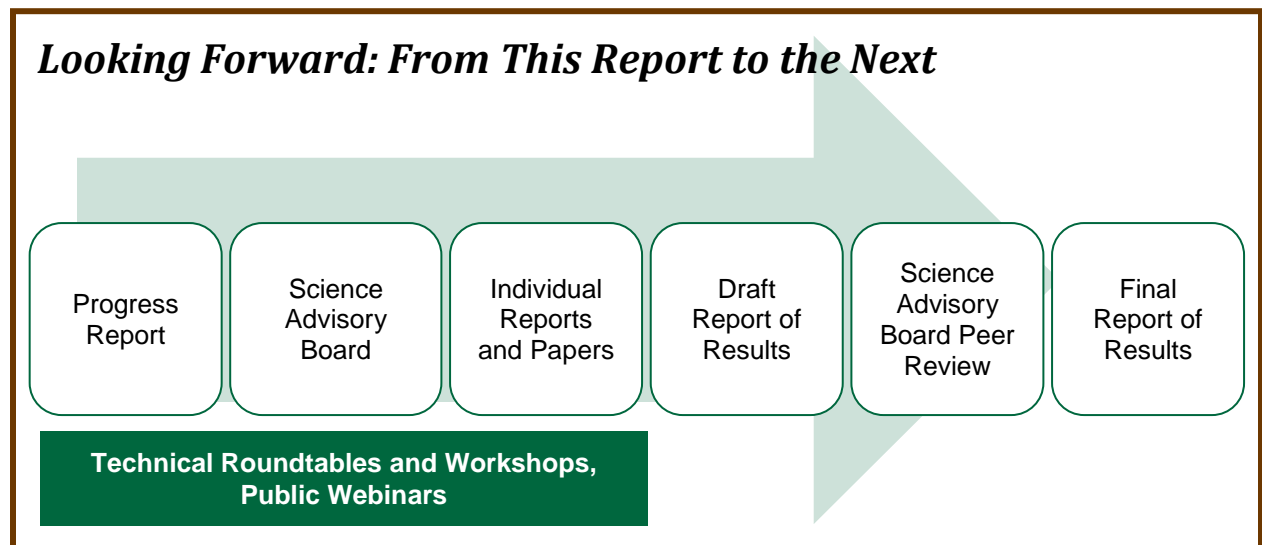 Looking Forward: From This Report to the Next
Progress
Report
Science
Advisory
Board
Individual
Reports
and Papers
Draft
Report of
Results
Science
Advisory
Board Peer
Review
Final
Report of
Results
Technical Roundtables and Workshops,
Public Webinars